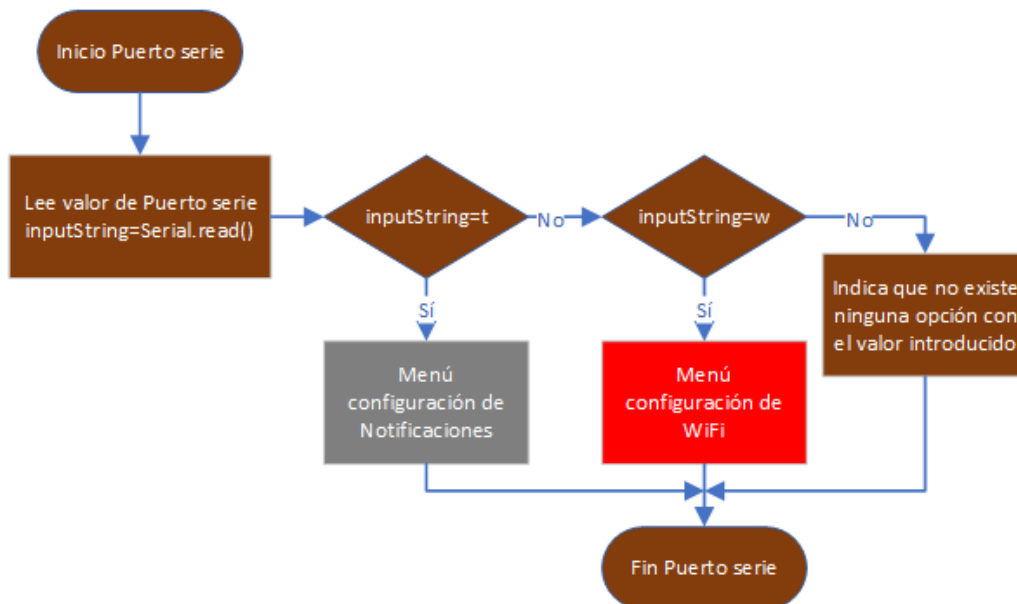 Inicio Puerto serie
Lee valor de Puerto serie
inputString=Serial.read()
inputString=t
No
inputString=w
No
Indica que no existe
ninguna opción con
el valor introducido
Sí
Sí
Menú
configuración de
Notificaciones
Menú
configuración de
WiFi
Fin Puerto serie